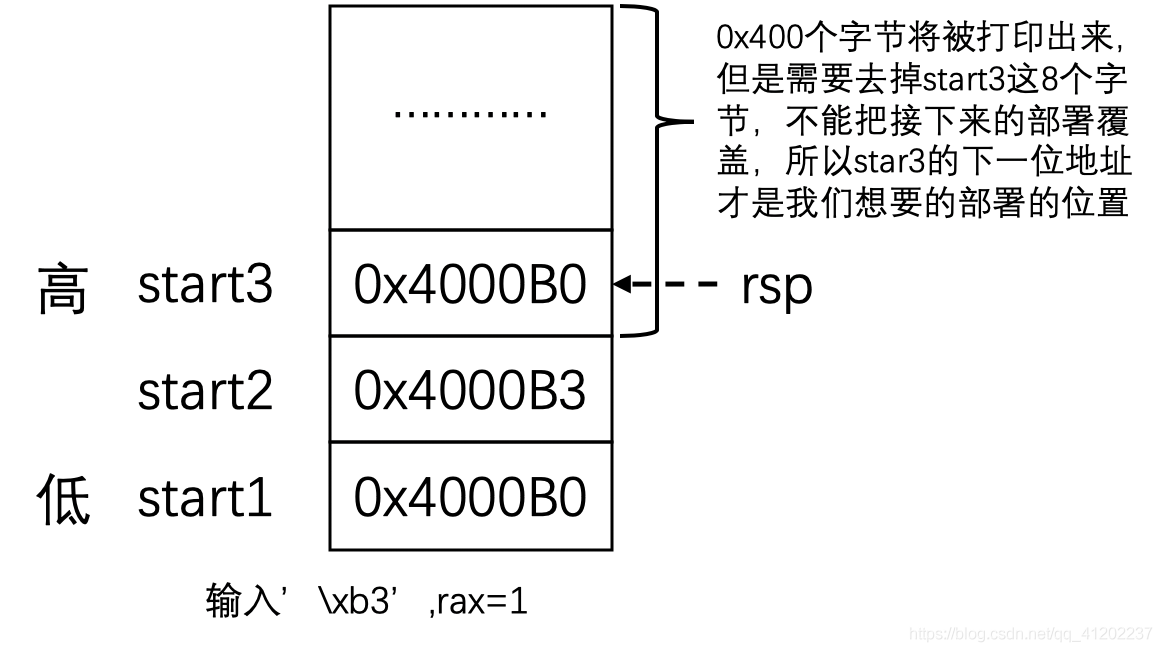 0x400个字节将被打印出来,
但是需要去掉start3这8个字
节，不能把接下来的部署覆
盖，所以star3的下一位地址
才是我们想要的部署的位置
............
高 start3 0x4000B0 rsp
start2 0x4000B3
低 start1 0x4000B0
输入’ \xb3’ ,rax=1
https://blog.csdn.net/qq_41202237